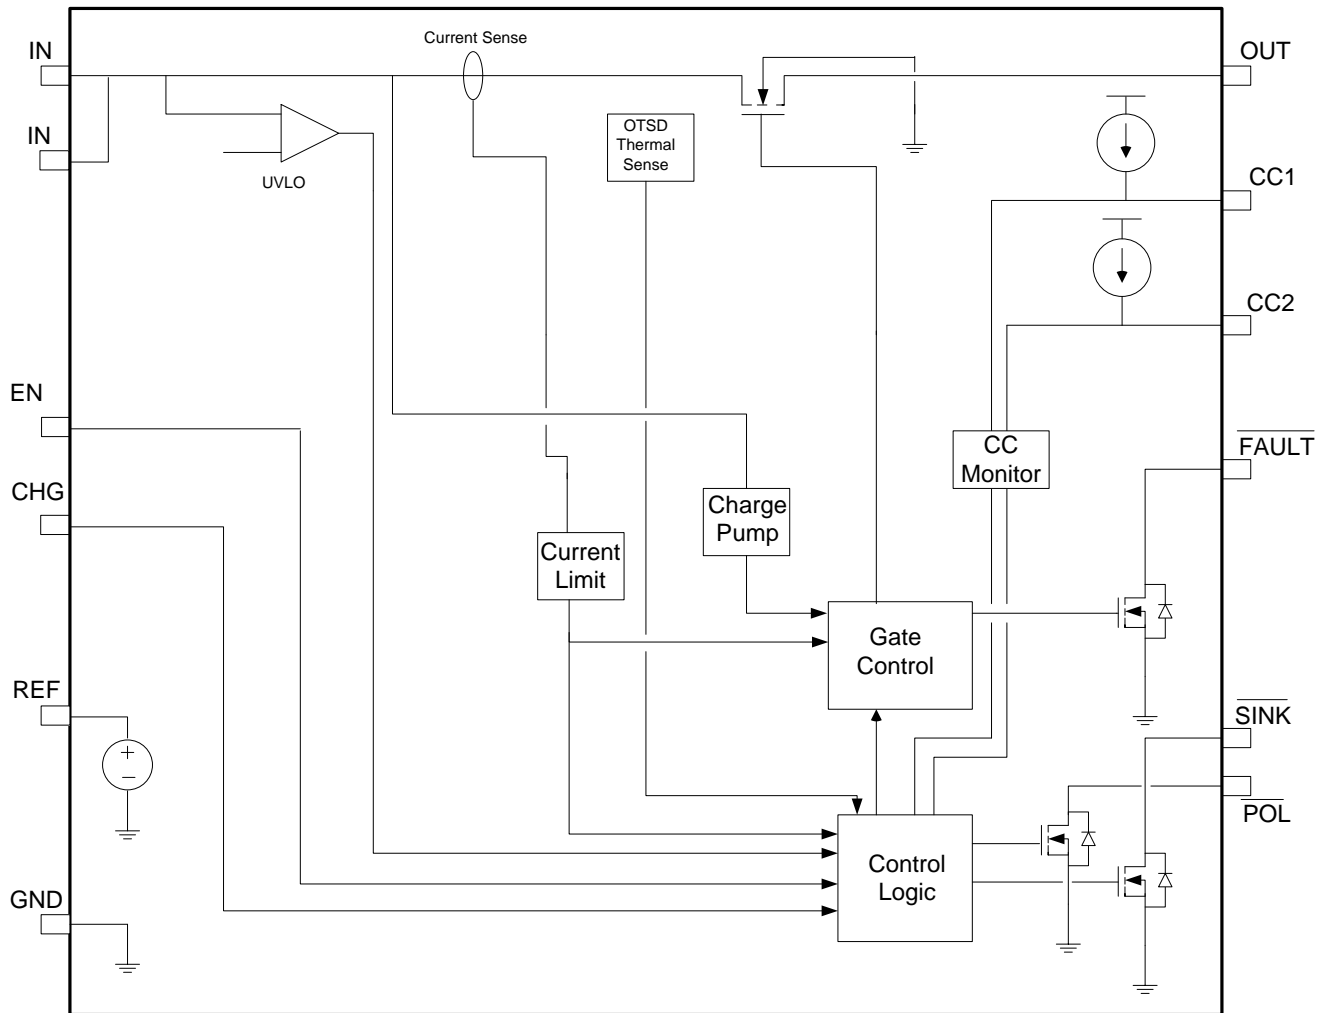 Current Sense
IN
OUT
IN
OTSD
Thermal
Sense
UVLO
CC1
CC2
EN
FAULT
CC
Monitor
CHG
Charge
Pump
Current
Limit
Gate
Control
REF
+
−
SINK
POL
Control
Logic
GND